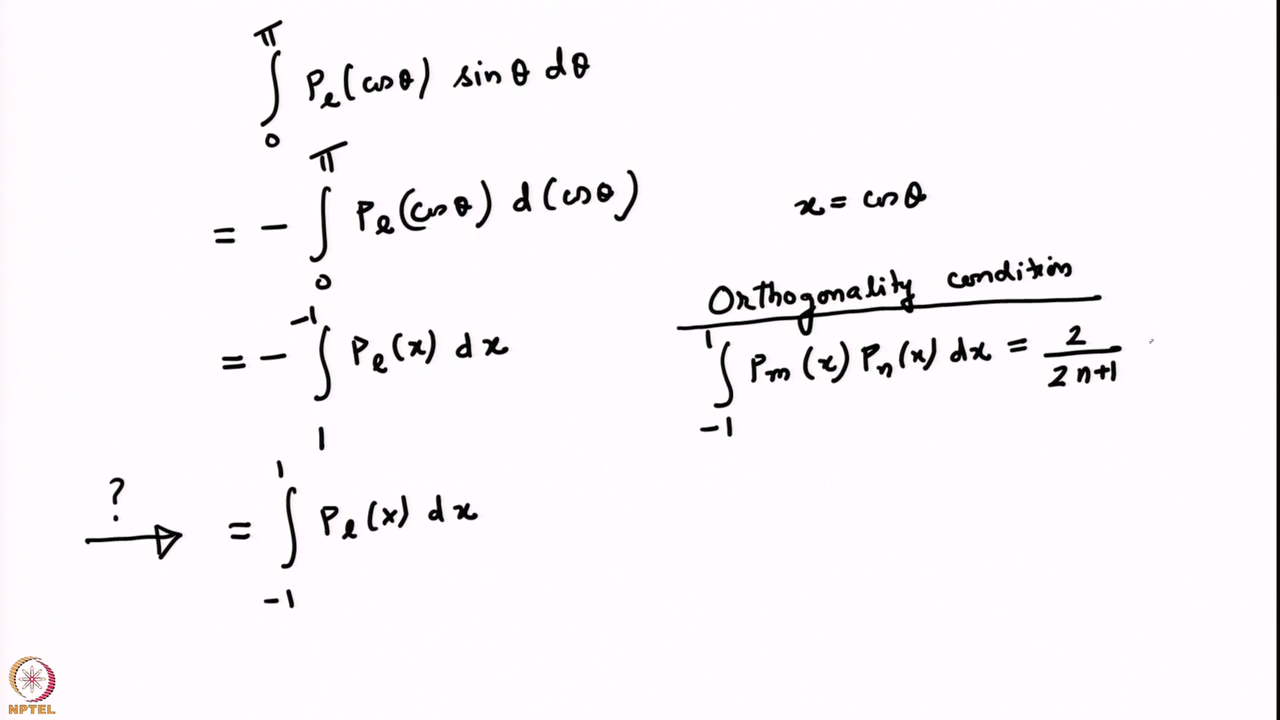 ∫₀^π Pₗ(cosθ) sinθ dθ
= − ∫₀^π Pₗ(cosθ) d(cosθ)
x = cosθ
= − ∫₁^−1 Pₗ(x) dx
Orthogonality condition
∫₋₁^1 Pₘ(x) Pₙ(x) dx = 2/(2n+1)
? = ∫₋₁^1 Pₗ(x) dx
NPTEL